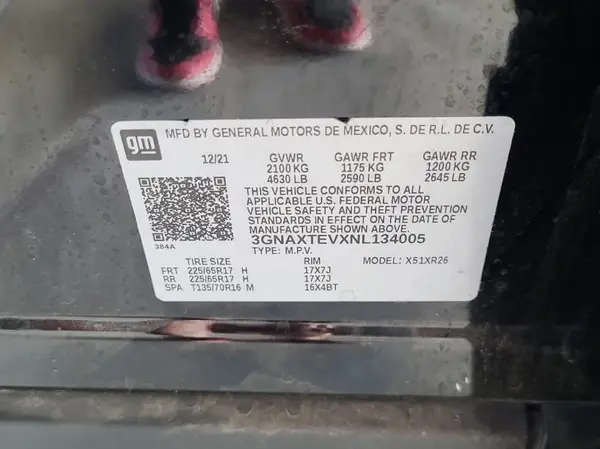 gm MFD BY GENERAL MOTORS DE MEXICO, S. DE R.L. DE C.V.
12/21 GVWR GAWR FRT GAWR RR
2100 KG 1175 KG 1200 KG
4630 LB 2590 LB 2645 LB
THIS VEHICLE CONFORMS TO ALL
APPLICABLE U.S. FEDERAL MOTOR
VEHICLE SAFETY AND THEFT PREVENTION
STANDARDS IN EFFECT ON THE DATE OF
MANUFACTURE SHOWN ABOVE.
384A 3GNAXTEVXNL134005
TYPE: M.P.V. MODEL: X51XR26
TIRE SIZE RIM
FRT 225/65R17 H 17X7J
RR 225/65R17 H 17X7J
SPA T135/70R16 M 16X4BT